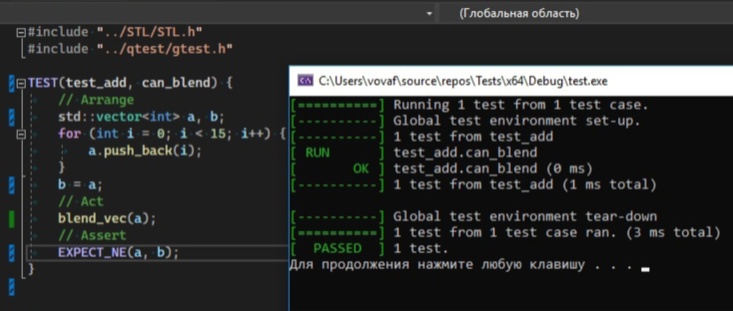 (Глобальная область)
#include "../STL/STL.h"
#include "../qtest/gtest.h"
TEST(test_add, can_blend) {
// Arrange
std::vector<int> a, b;
for (int i = 0; i < 15; i++) {
a.push_back(i);
}
b = a;
// Act
blend_vec(a);
// Assert
EXPECT_NE(a, b);
}
C:\Users\vovaf\source\repos\Tests\x64\Debug\test.exe
[==========] Running 1 test from 1 test case.
[----------] Global test environment set-up.
[----------] 1 test from test_add
[ RUN      ] test_add.can_blend
[       OK ] test_add.can_blend (0 ms)
[----------] 1 test from test_add (1 ms total)
[----------] Global test environment tear-down
[==========] 1 test from 1 test case ran. (3 ms total)
[  PASSED  ] 1 test.
Для продолжения нажмите любую клавишу . . .